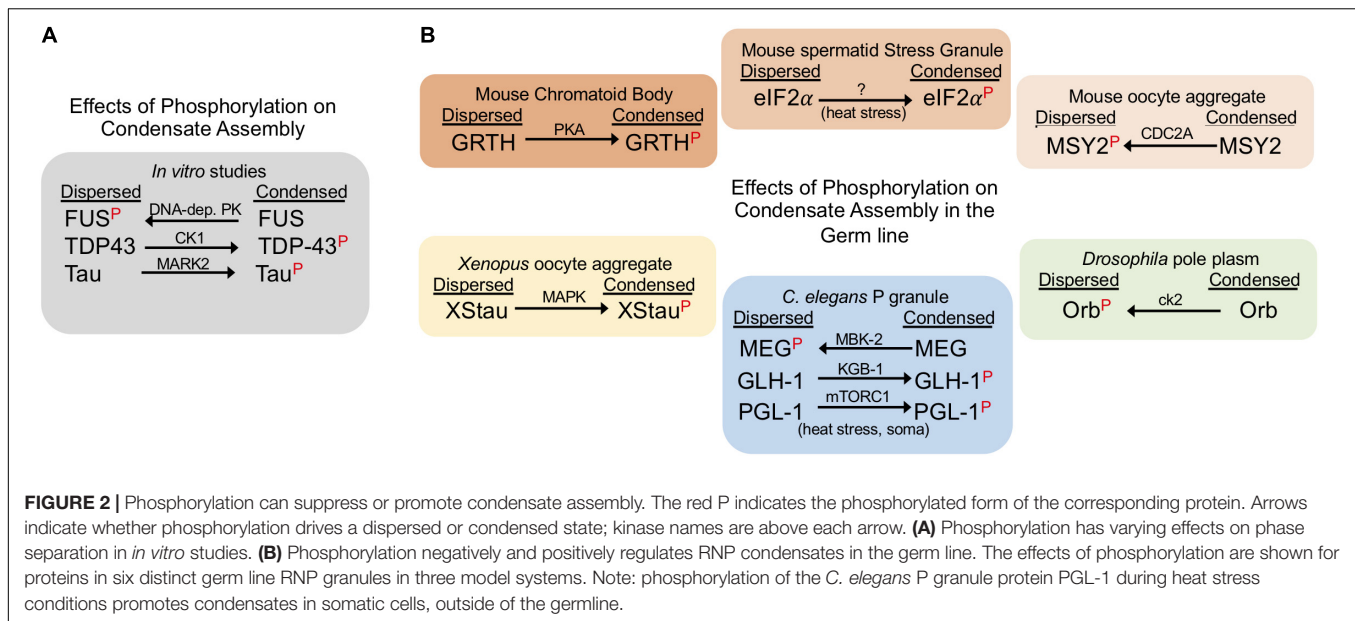 A
Effects of Phosphorylation on
Condensate Assembly
In vitro studies
Dispersed Condensed
FUSP DNA-dep. PK FUS
TDP43 CK1 TDP-43P
Tau MARK2 TauP
B
Mouse Chromatoid Body
Dispersed Condensed
GRTH PKA GRTHP
Mouse spermatid Stress Granule
Dispersed Condensed
eIF2α ? eIF2αP
(heat stress)
Mouse oocyte aggregate
Dispersed Condensed
MSY2P CDC2A MSY2
Effects of Phosphorylation on
Condensate Assembly in the
Germ line
Xenopus oocyte aggregate
Dispersed Condensed
XStau MAPK XStauP
C. elegans P granule
Dispersed Condensed
MEGP MBK-2 MEG
GLH-1 KGB-1 GLH-1P
PGL-1 mTORC1 PGL-1P
(heat stress, soma)
Drosophila pole plasm
Dispersed Condensed
OrbP ck2 Orb
FIGURE 2 | Phosphorylation can suppress or promote condensate assembly. The red P indicates the phosphorylated form of the corresponding protein. Arrows
indicate whether phosphorylation drives a dispersed or condensed state; kinase names are above each arrow. (A) Phosphorylation has varying effects on phase
separation in in vitro studies. (B) Phosphorylation negatively and positively regulates RNP condensates in the germ line. The effects of phosphorylation are shown for
proteins in six distinct germ line RNP granules in three model systems. Note: phosphorylation of the C. elegans P granule protein PGL-1 during heat stress
conditions promotes condensates in somatic cells, outside of the germline.